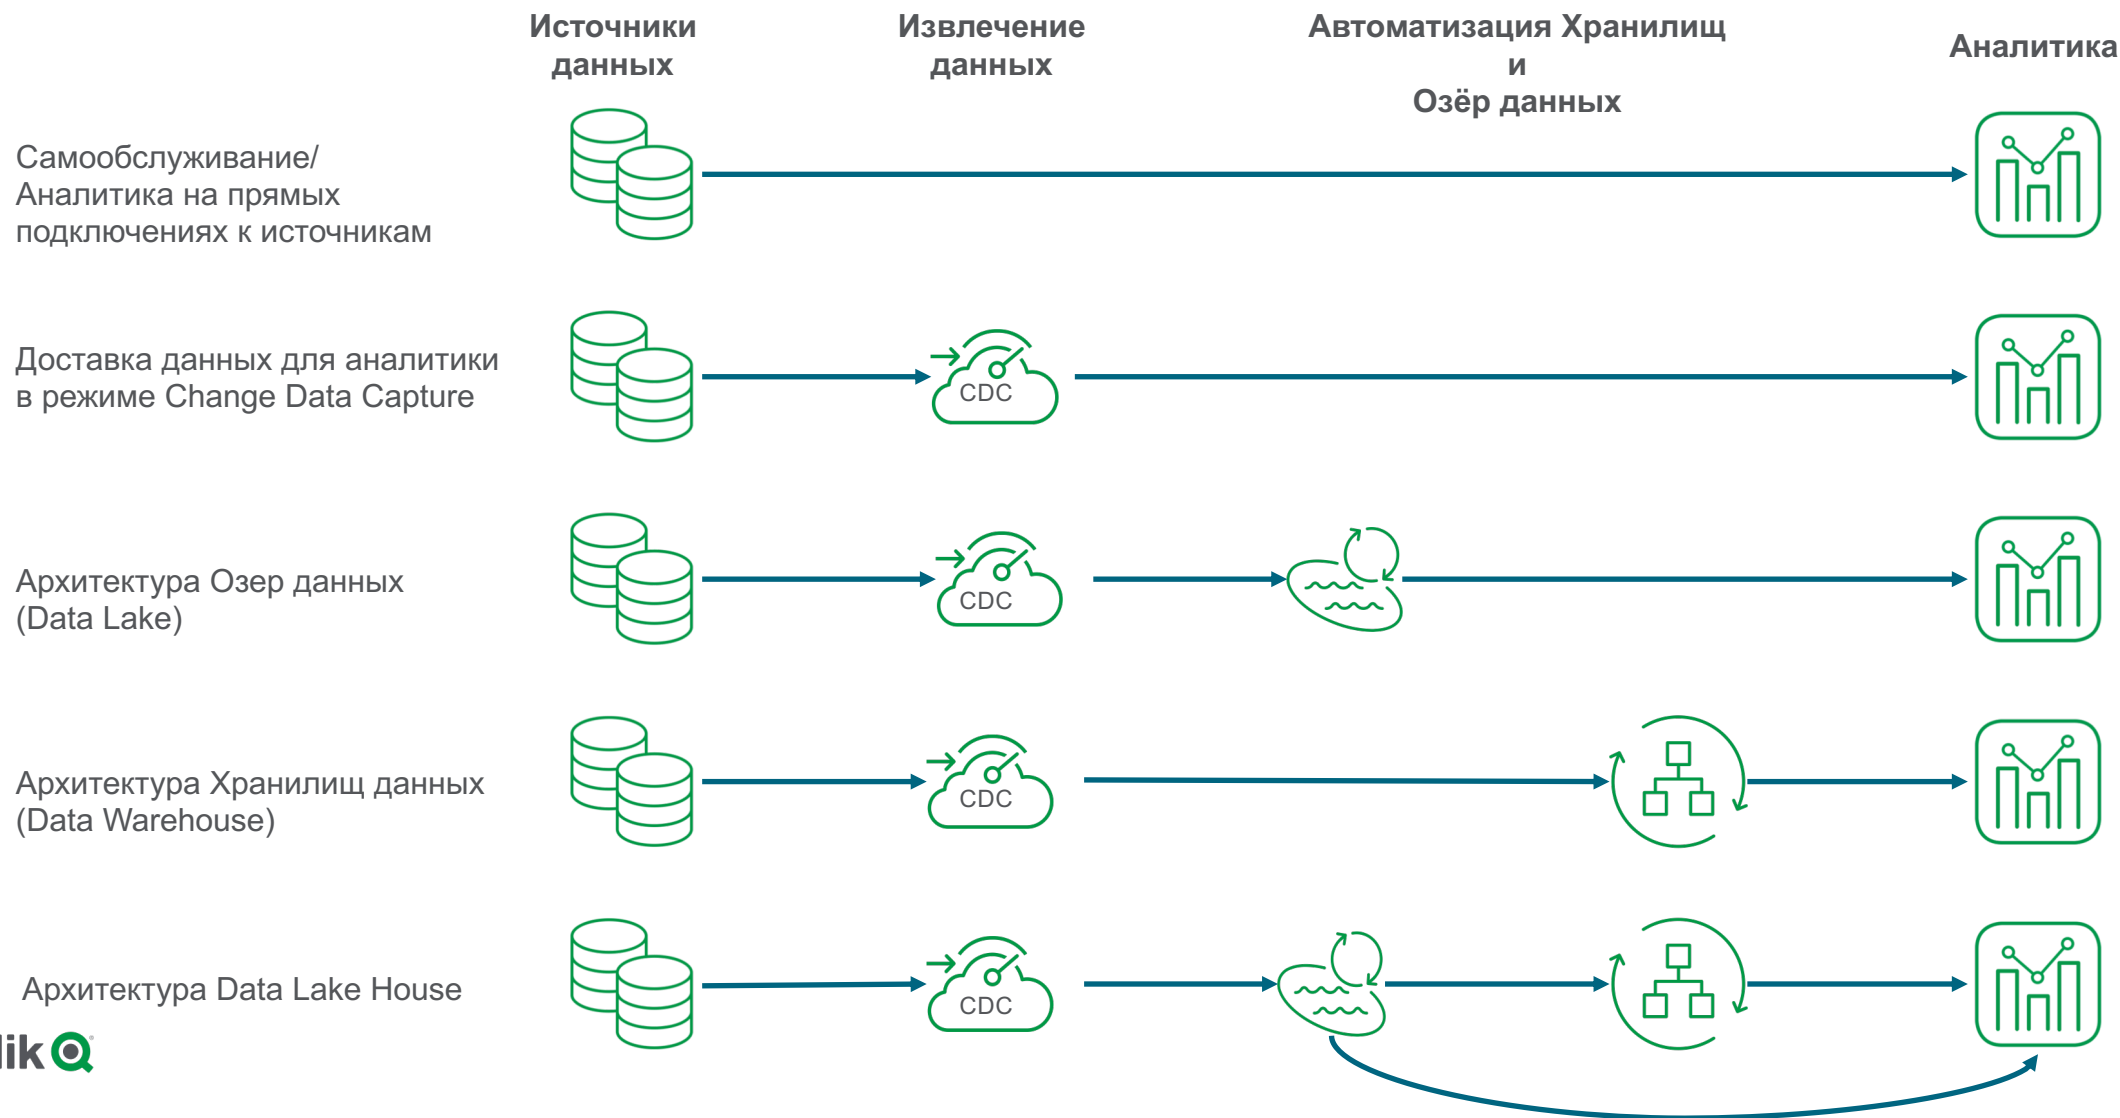 Источники
данных
Извлечение
данных
Автоматизация Хранилищ
и
Озёр данных
Аналитика
Самообслуживание/
Аналитика на прямых
подключениях к источникам
Доставка данных для аналитики
в режиме Change Data Capture
CDC
Архитектура Озер данных
(Data Lake)
CDC
Архитектура Хранилищ данных
(Data Warehouse)
CDC
Архитектура Data Lake House
CDC
lik